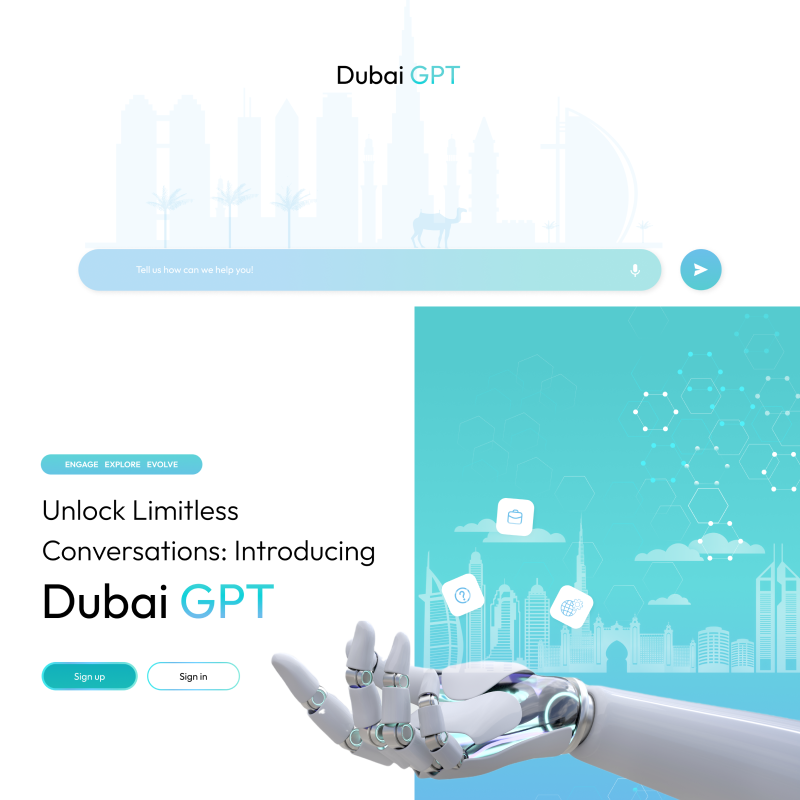 Dubai GPT
Tell us how can we help you!
ENGAGE EXPLORE EVOLVE
Unlock Limitless
Conversations: Introducing
Dubai GPT
Sign up
Sign in